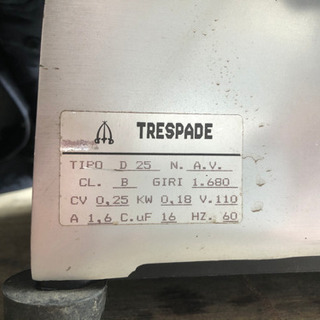 TRESPADE
TIPO D 25 N. A.V.
CL. B GIRI 1.680
CV 0,25 KW 0,18 V.110
A 1,6 C.uF 16 HZ. 60